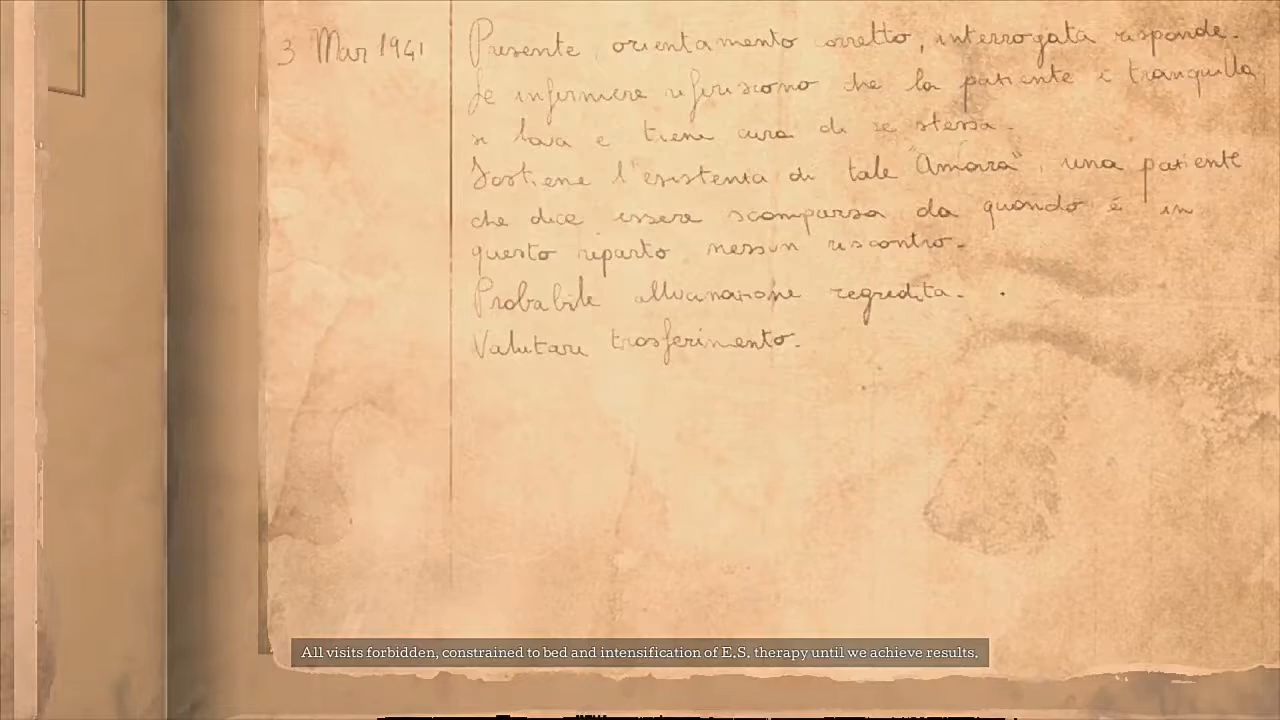 3 Mar 1941 Presente, orientamento corretto, interrogata risponde.
Le infermiere riferiscono che la paziente è tranquilla
si lava e tiene cura di se stessa.
Sostiene l'esistenza di tale "Amara", una paziente
che dice essere scomparsa da quando é in
questo riparto nessun riscontro.
Probabile allucinazione regredita.
Valutare trasferimento.
All visits forbidden, constrained to bed and intensification of E.S. therapy until we achieve results.